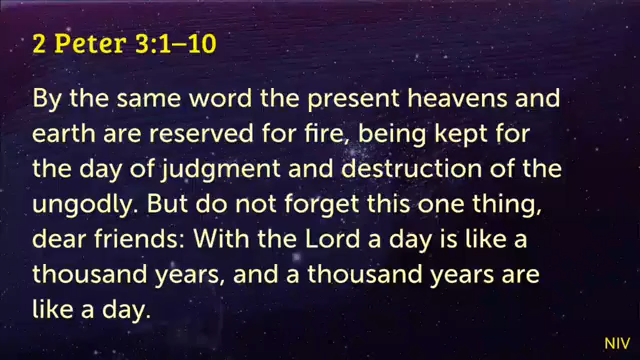 2 Peter 3:1–10
By the same word the present heavens and
earth are reserved for fire, being kept for
the day of judgment and destruction of the
ungodly. But do not forget this one thing,
dear friends: With the Lord a day is like a
thousand years, and a thousand years are
like a day.
NIV